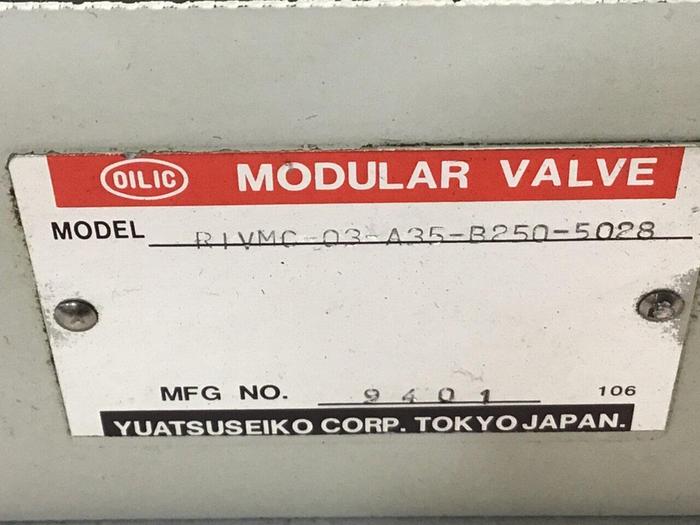 OILIC MODULAR VALVE
MODEL RIVMC-03-A35-B250-5028
MFG NO. 9401 106
YUATSUSEIKO CORP. TOKYO JAPAN.